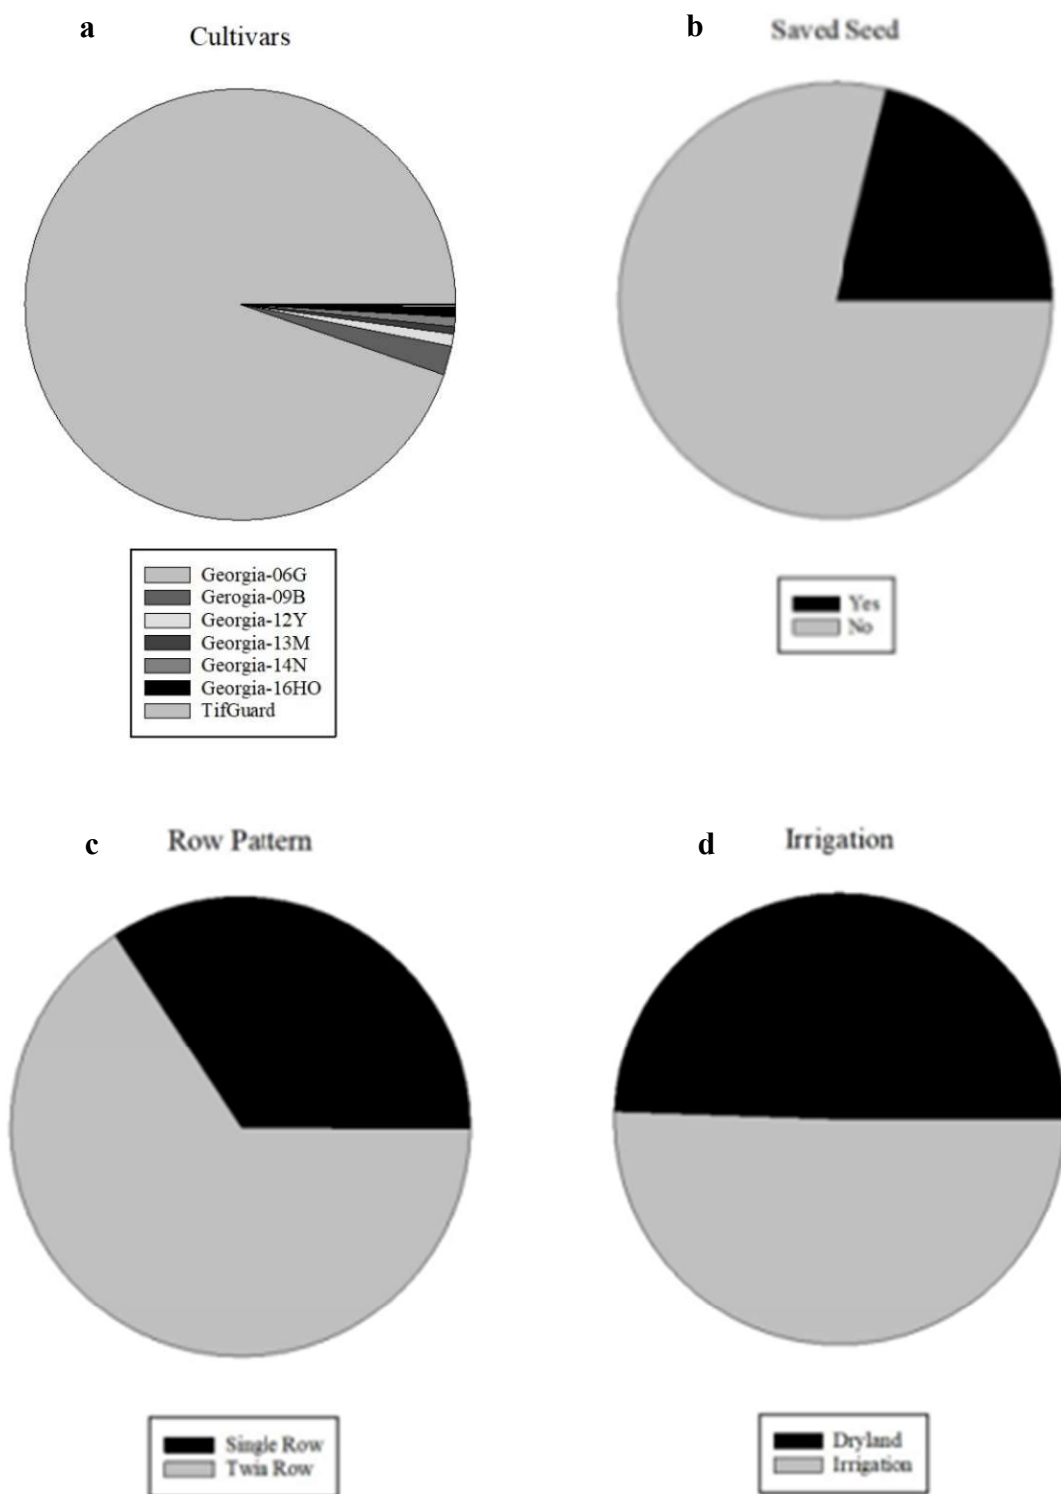 a
Cultivars
Georgia-06G
Gerogia-09B
Georgia-12Y
Georgia-13M
Georgia-14N
Georgia-16HO
TifGuard
b
Saved Seed
Yes
No
c
Row Pattern
Single Row
Twin Row
d
Irrigation
Dryland
Irrigation